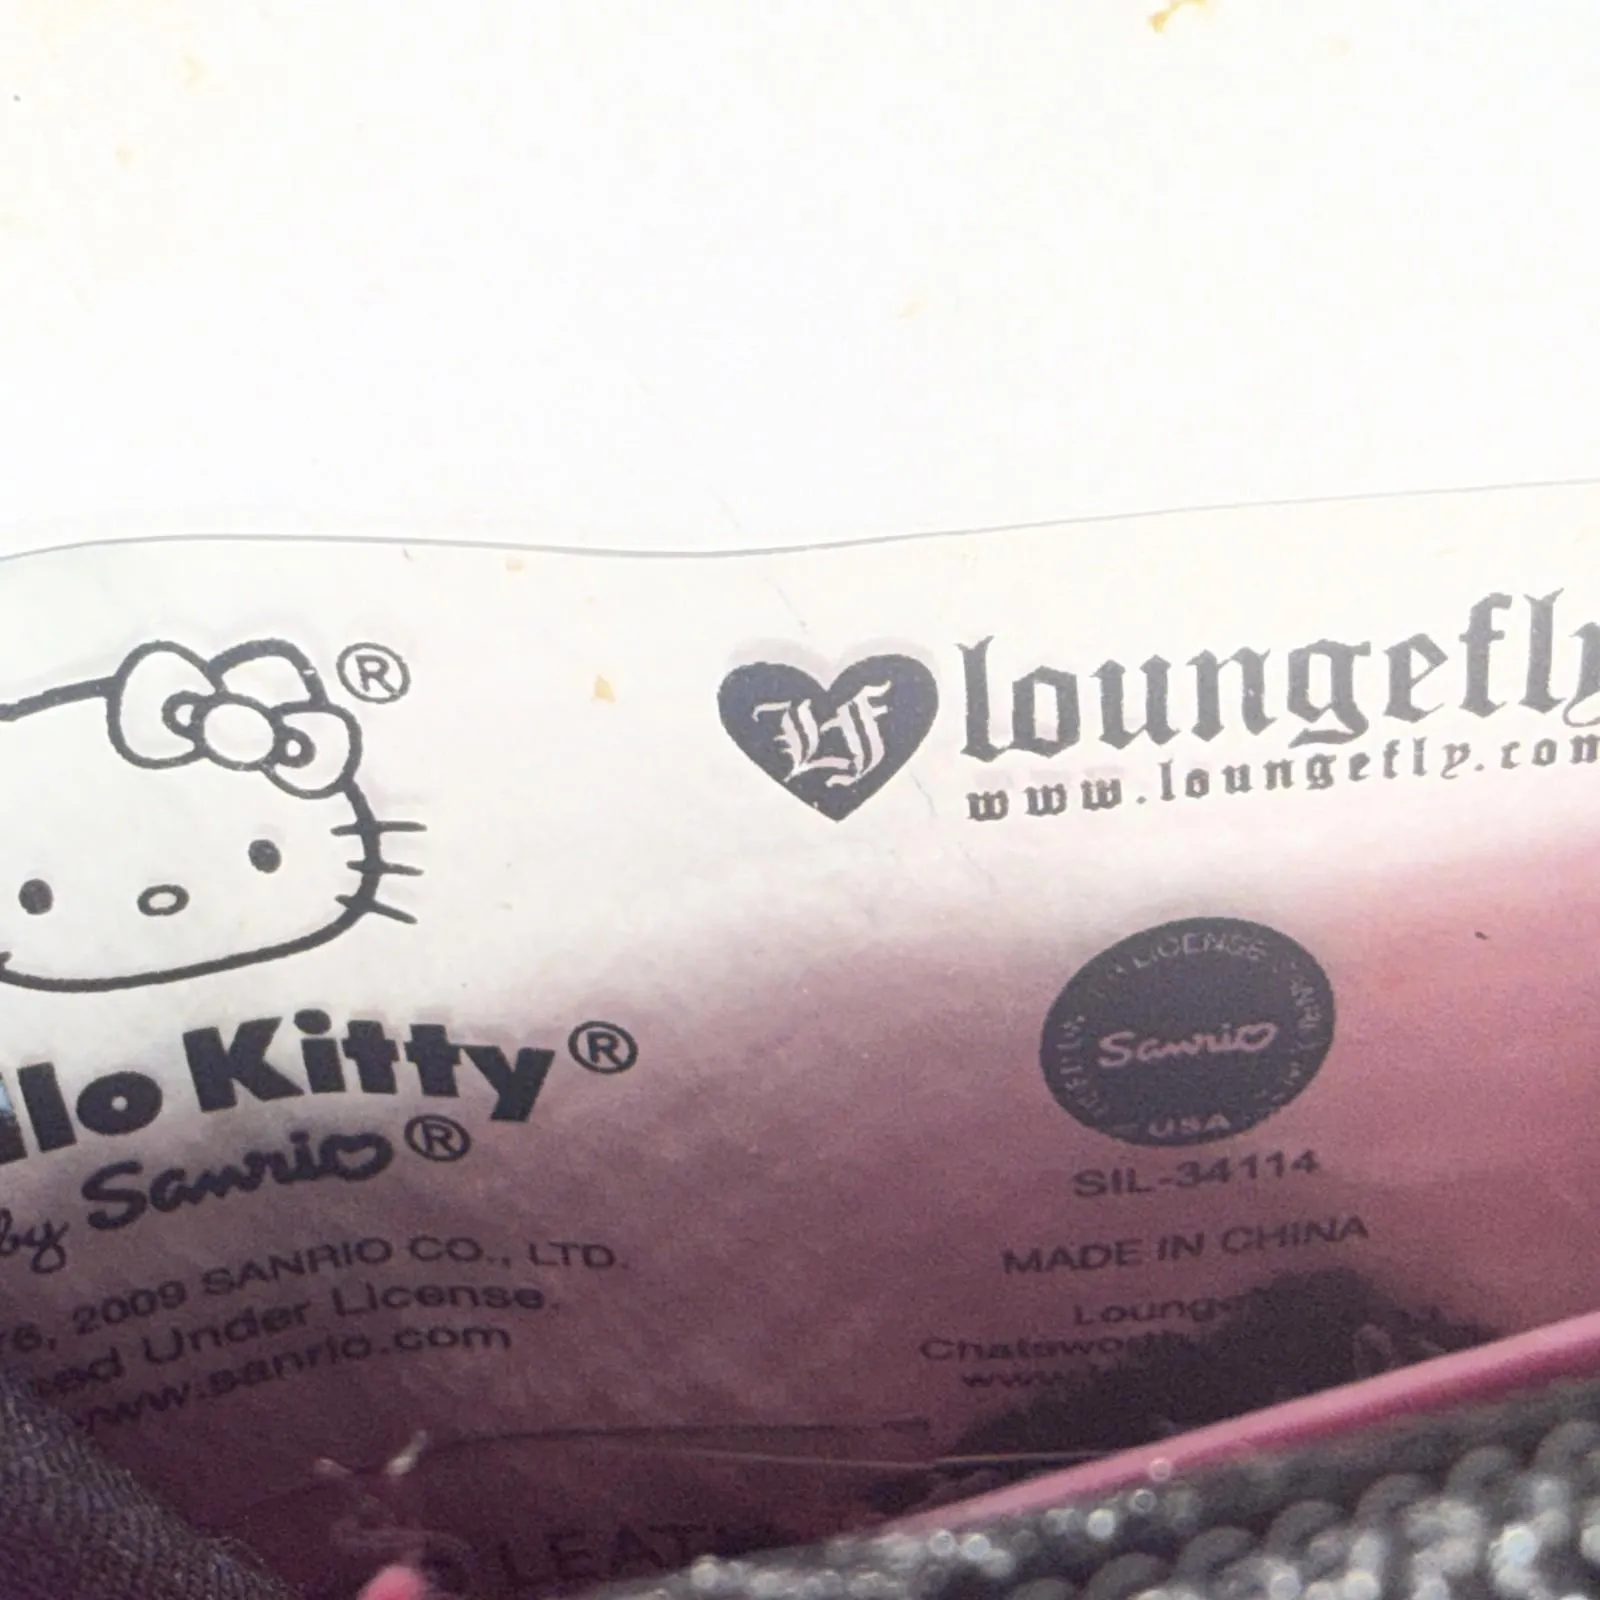 ®
LF loungefly
www.loungefly.com
Kitty®
by Sanrio®
2009 SANRIO CO., LTD.
Under License.
www.sanrio.com
LICENSE
Sanrio
USA
SIL-34114
MADE IN CHINA